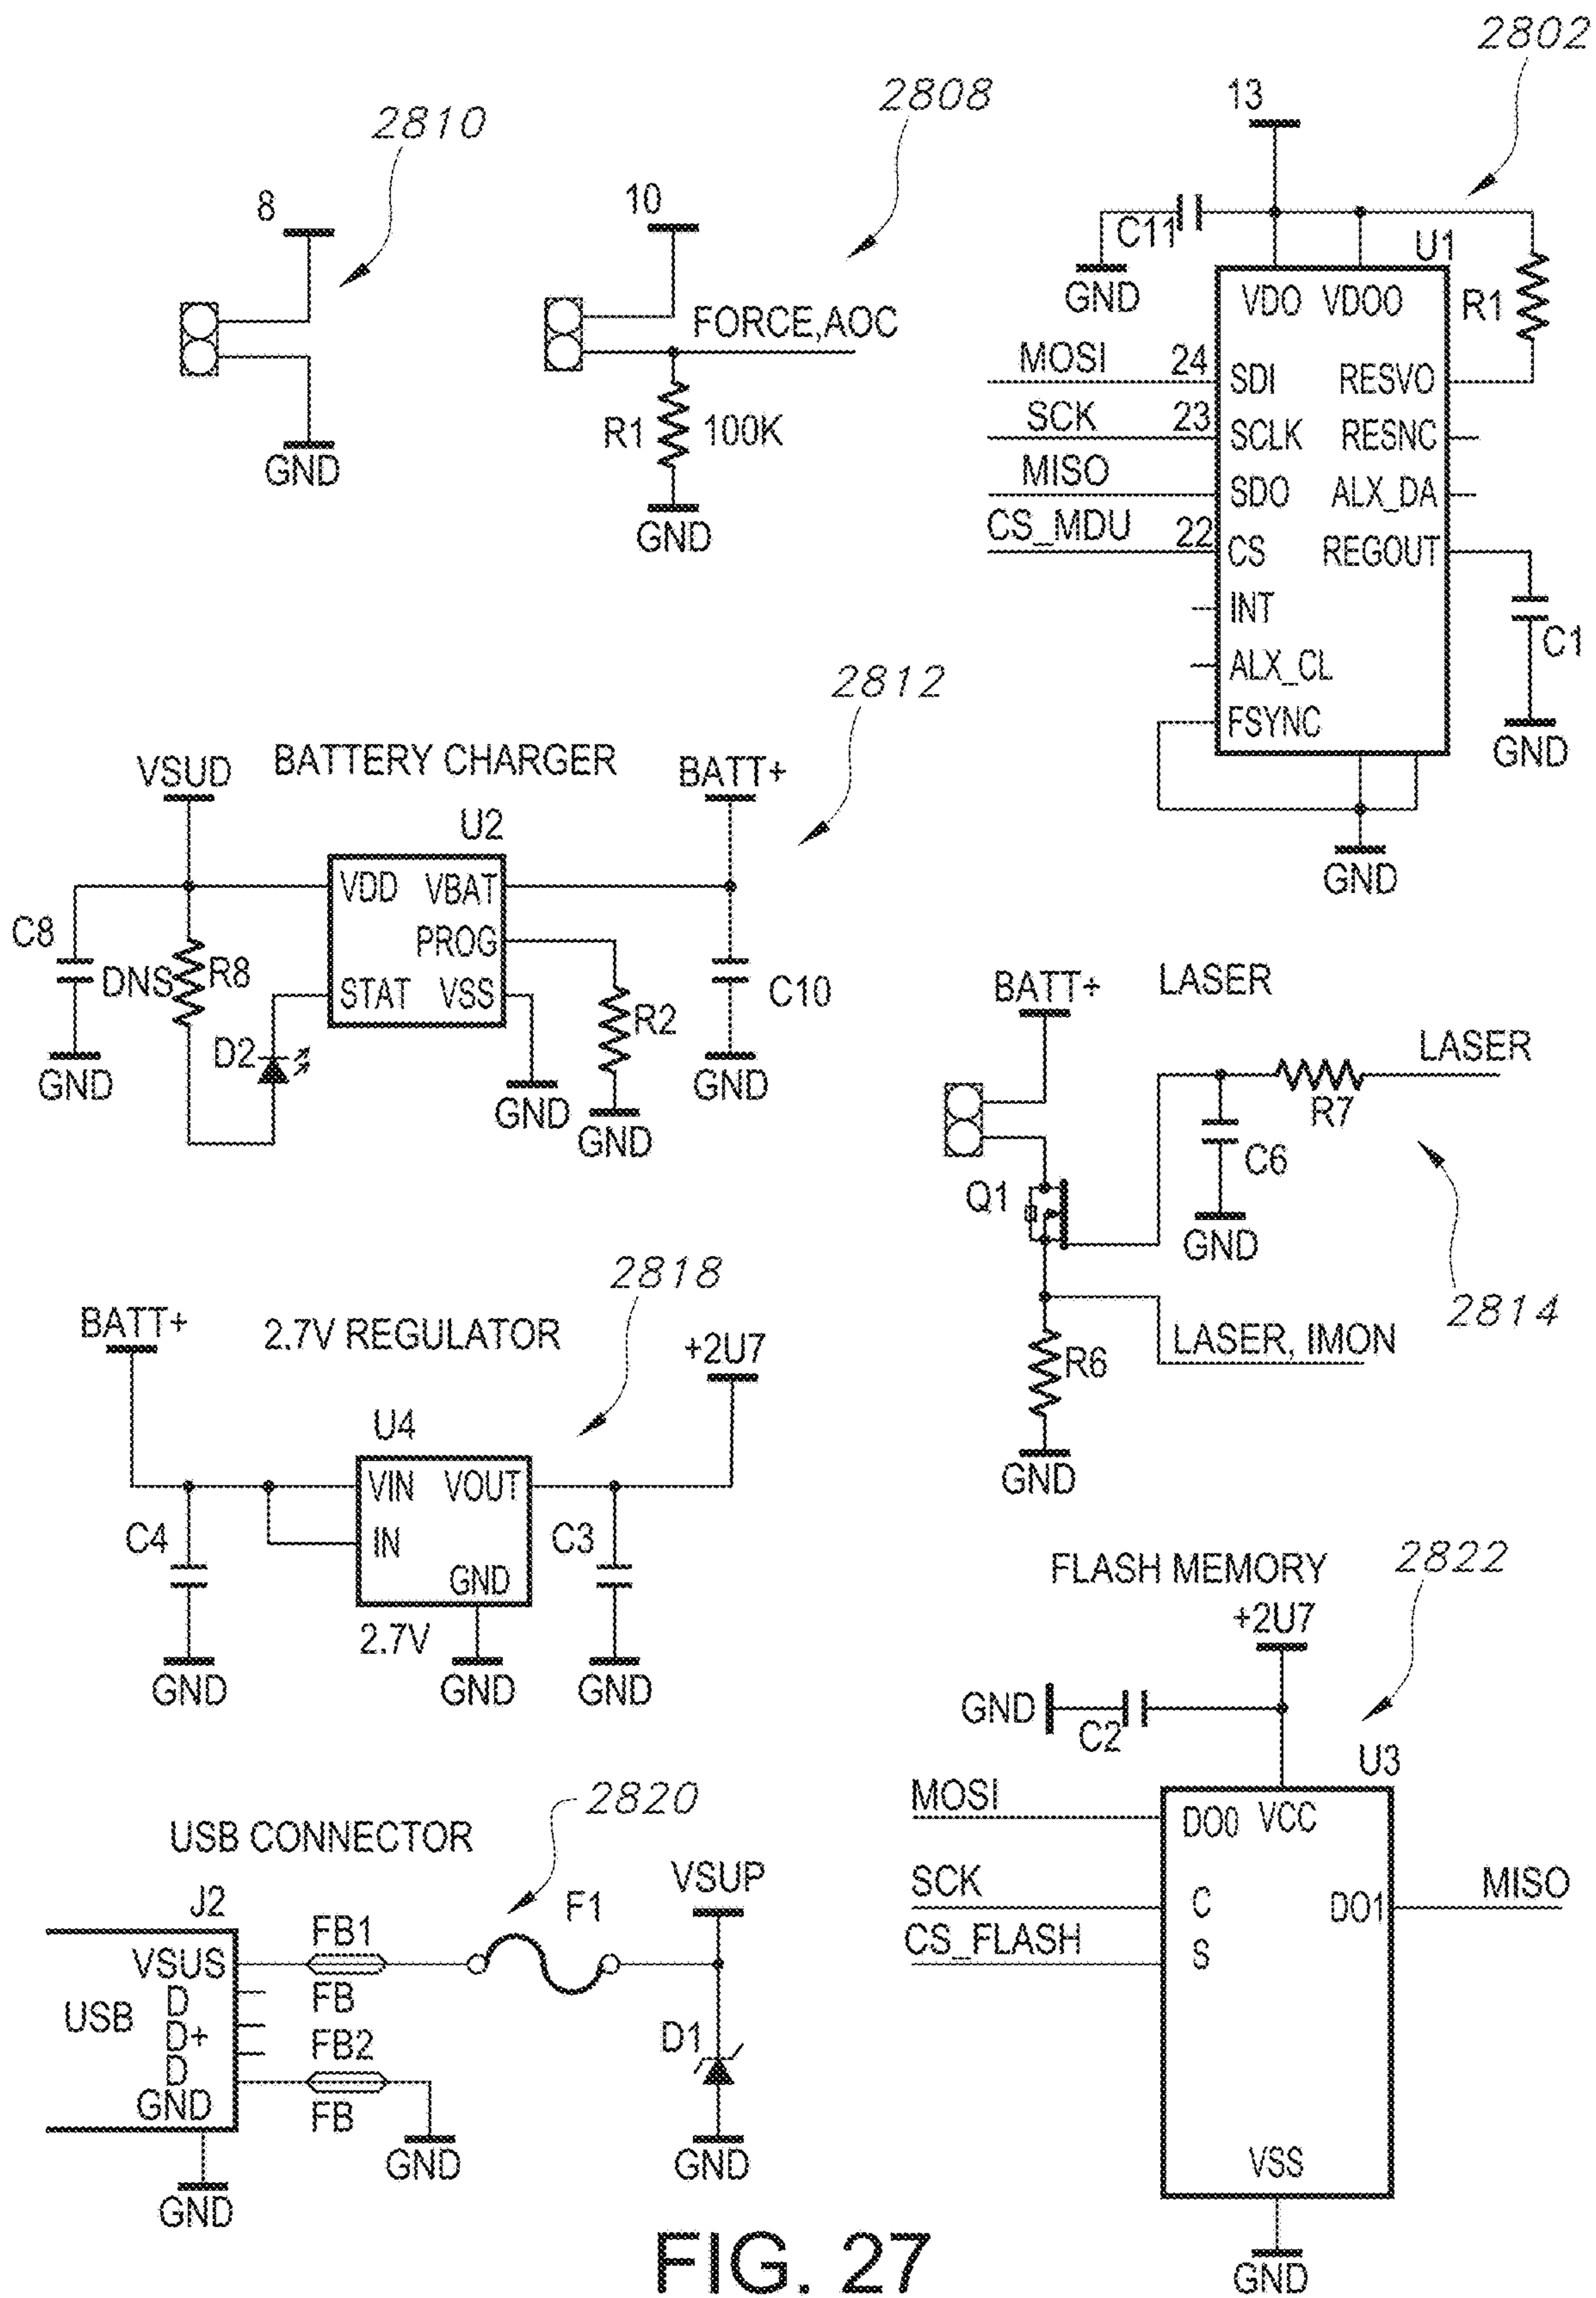 2810
8
GND
2808
10
FORCE,AOC
R1 100K
GND
2802
13
C11
GND
U1
VDO VDOO
R1
MOSI 24 SDI RESVO
SCK 23 SCLK RESNC
MISO SDO ALX_DA
CS_MDU 22 CS REGOUT
INT
C1
ALX_CL
FSYNC
GND
GND
2812
BATTERY CHARGER
VSUD
BATT+
U2
VDD VBAT
C8
PROG
DNS R8
STAT VSS
R2
C10
D2
GND
GND
GND
GND
LASER
BATT+
LASER
R7
C6
Q1
GND
2814
LASER, IMON
R6
GND
2818
BATT+
2.7V REGULATOR
+2U7
U4
VIN VOUT
C4
IN
C3
GND
2.7V
GND
GND
GND
2822
FLASH MEMORY
+2U7
GND
C2
U3
MOSI
DO0 VCC
SCK
C DO1
MISO
CS_FLASH
S
VSS
GND
2820
USB CONNECTOR
VSUP
J2
F1
FB1
VSUS
D
FB
USB
D+
FB2
D1
D
GND
FB
GND
GND
GND
FIG. 27